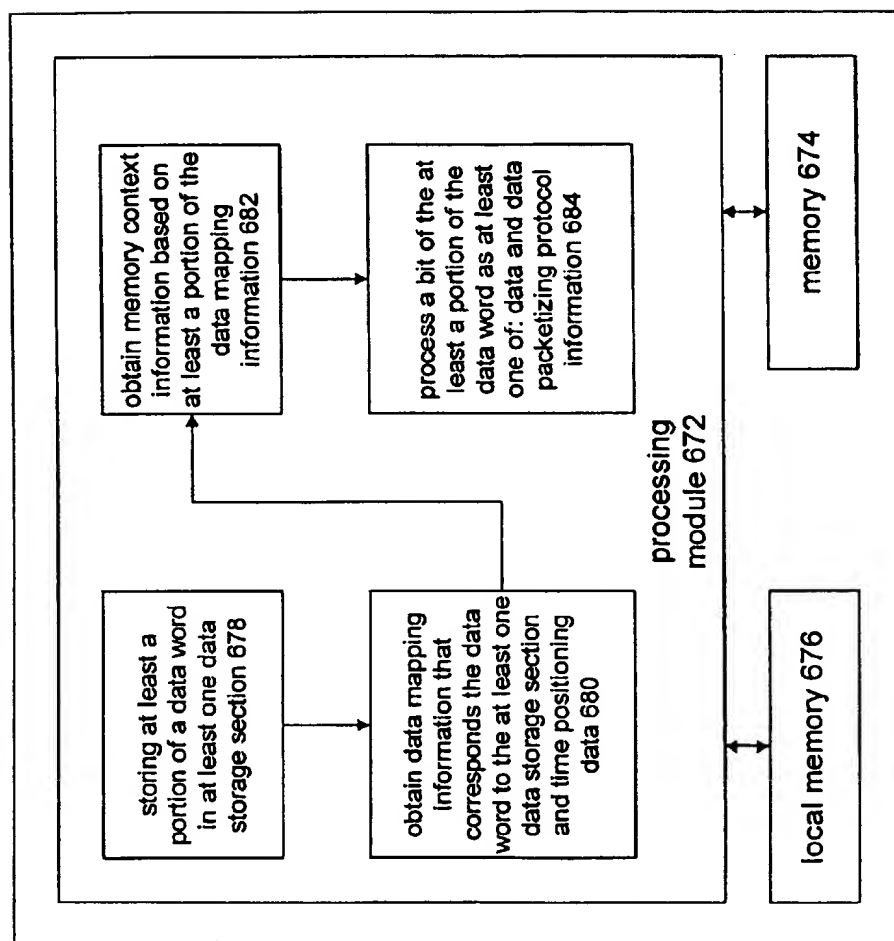 storing at least a
portion of a data word
in at least one data
storage section 678
obtain data mapping
information that
corresponds the data
word to the at least one
data storage section
and time positioning
data 680
obtain memory context
information based on
at least a portion of the
data mapping
information 682
process a bit of the at
least a portion of the
data word as at least
one of: data and data
packetizing protocol
information 684
processing
module 672
local memory 676
memory 674